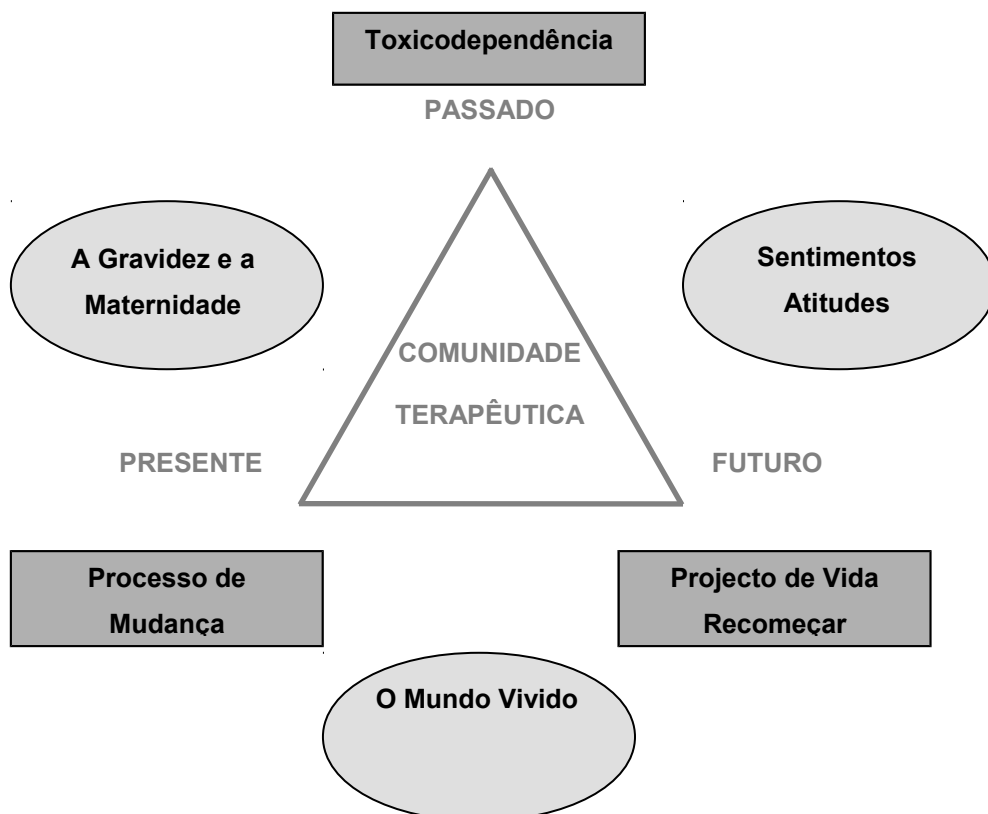 Toxicodependência
PASSADO
A Gravidez e a
Maternidade
Sentimentos
Atitudes
COMUNIDADE
TERAPÊUTICA
PRESENTE
FUTURO
Processo de
Mudança
Projecto de Vida
Recomeçar
O Mundo Vivido